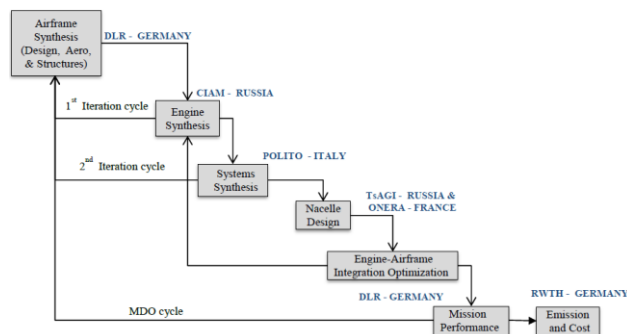 Airframe
Synthesis
(Design, Aero,
& Structures)
DLR - GERMANY
CIAM - RUSSIA
1st Iteration cycle
Engine
Synthesis
POLITO - ITALY
2nd Iteration cycle
Systems
Synthesis
TsAGI - RUSSIA &
ONERA - FRANCE
Nacelle
Design
Engine-Airframe
Integration Optimization
DLR - GERMANY
RWTH - GERMANY
MDO cycle
Mission
Performance
Emission
and Cost